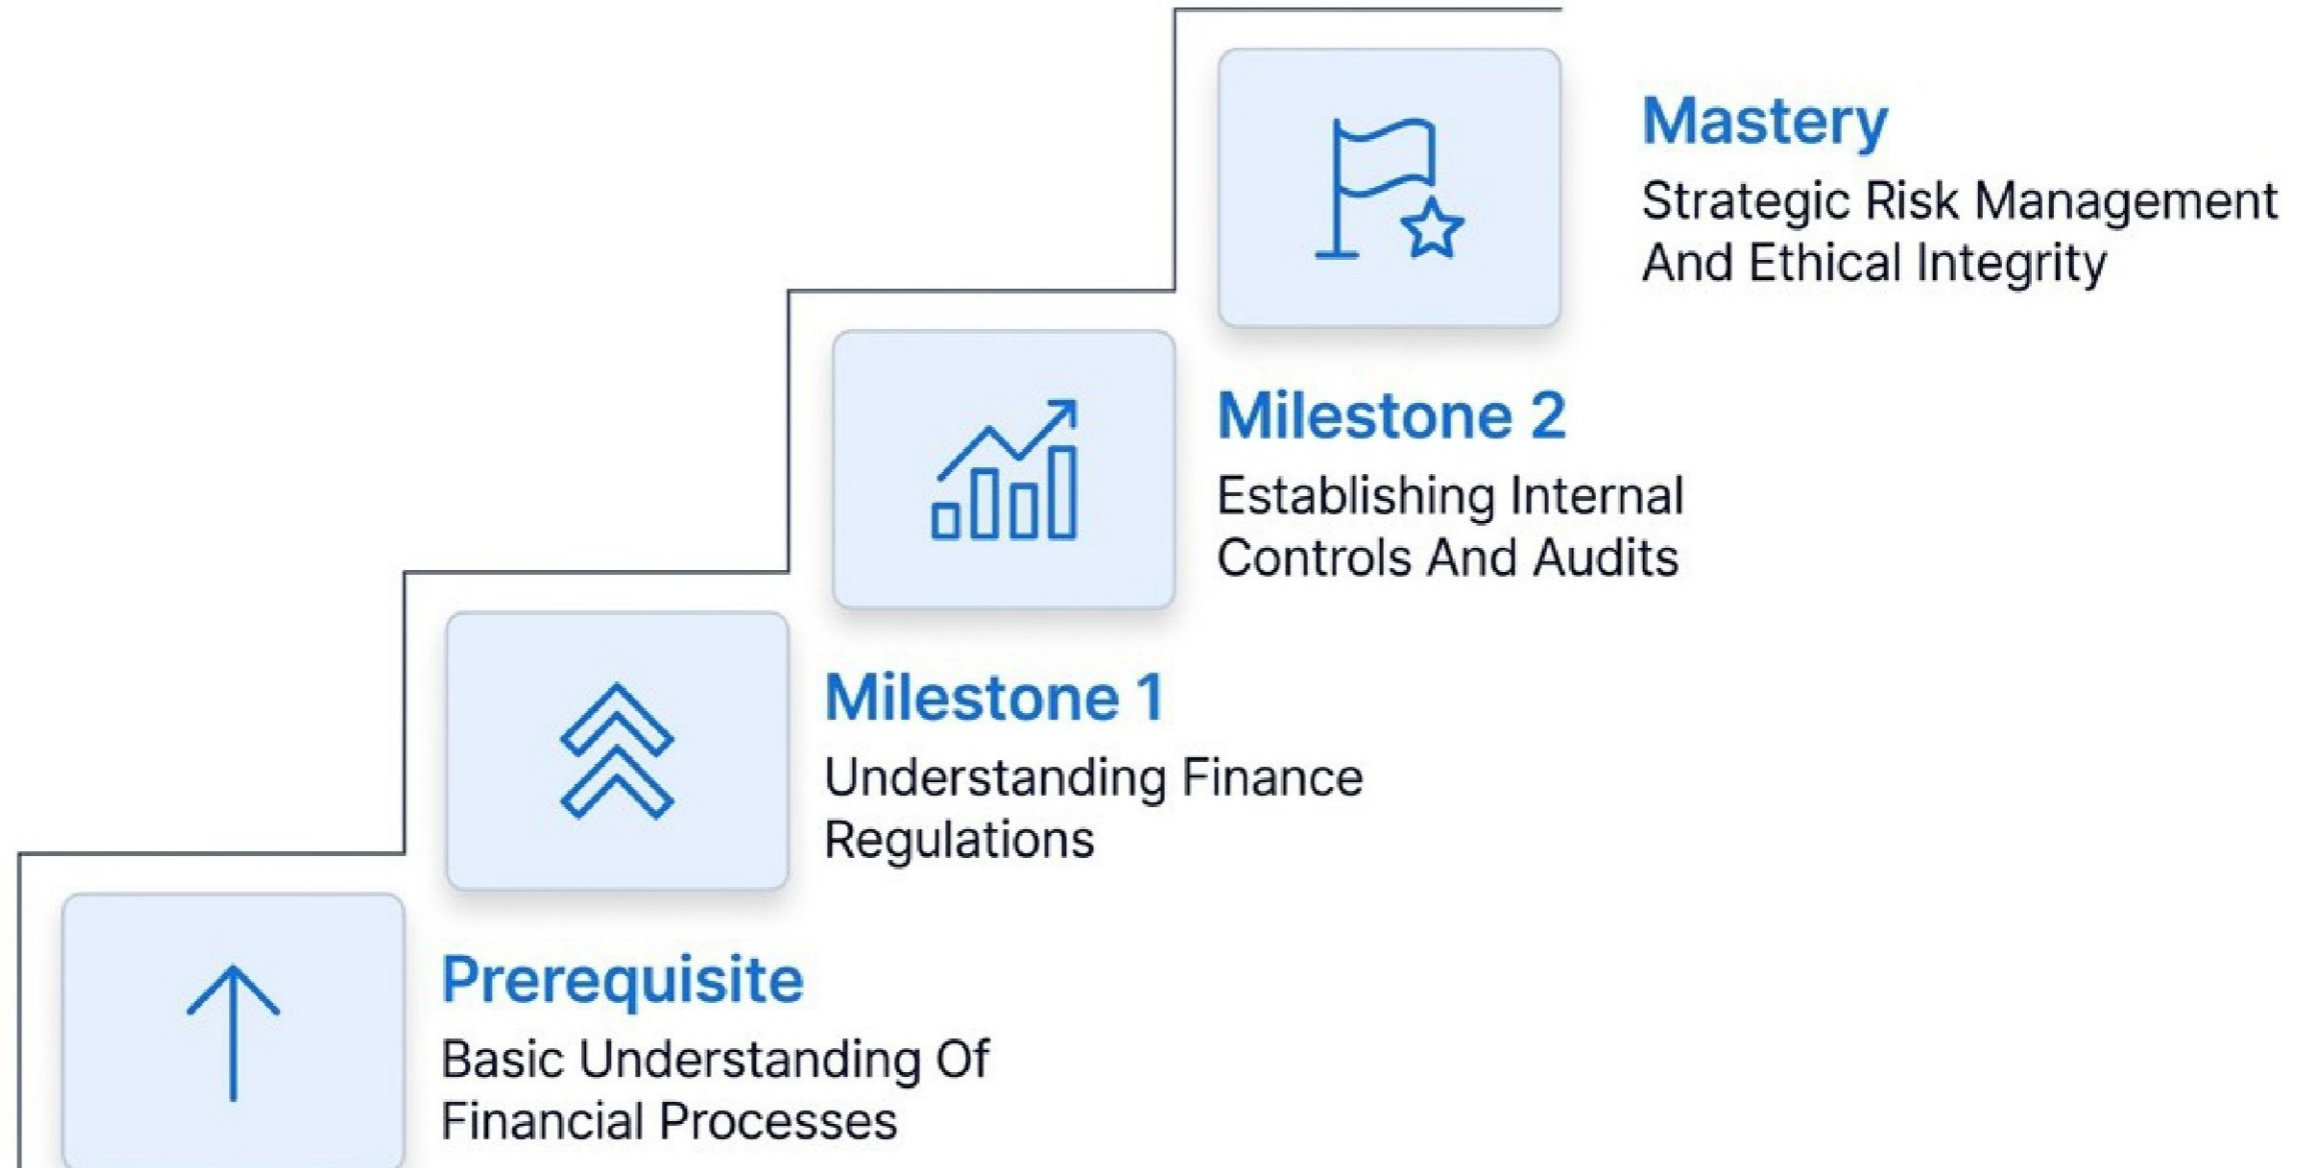 Mastery
Strategic Risk Management
And Ethical Integrity
Milestone 2
Establishing Internal
Controls And Audits
Milestone 1
Understanding Finance
Regulations
Prerequisite
Basic Understanding Of
Financial Processes